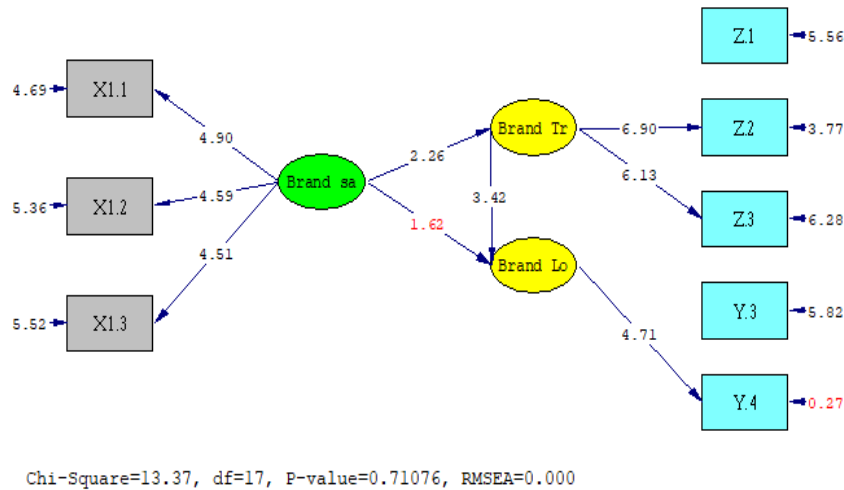 Z.1
5.56
4.69
X1.1
4.90
Brand Tr
6.90
Z.2
3.77
2.26
6.13
5.36
X1.2
4.59
Brand sa
3.42
Z.3
6.28
1.62
4.51
Brand Lo
5.52
X1.3
Y.3
5.82
4.71
Y.4
0.27
Chi-Square=13.37, df=17, P-value=0.71076, RMSEA=0.000